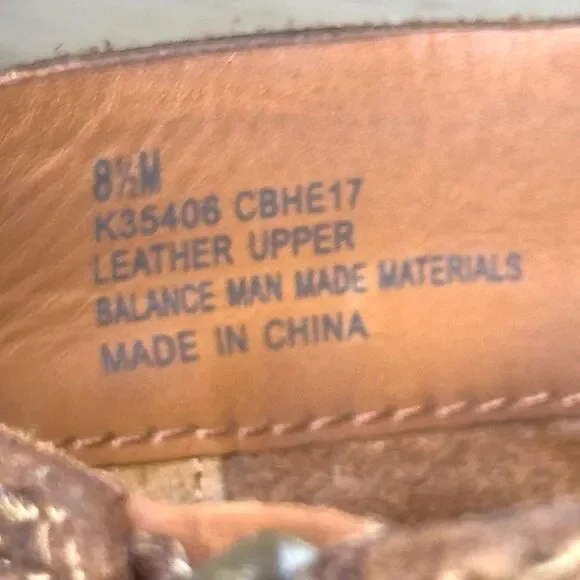 8½M
K35406 CBHE17
LEATHER UPPER
BALANCE MAN MADE MATERIALS
MADE IN CHINA